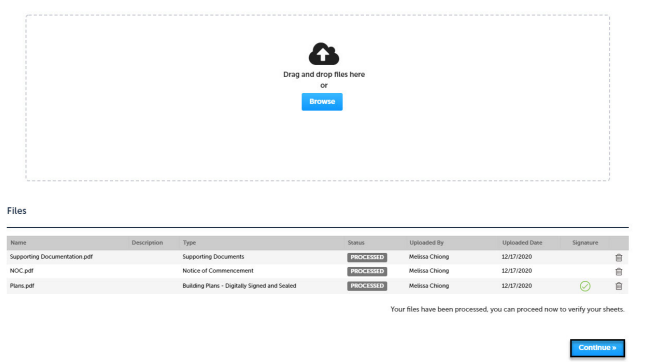 Drag and drop files here
or
Browse
Files
Name Description Type Status Uploaded By Uploaded Date Signature
Supporting Documentation.pdf Supporting Documents PROCESSED Melissa Chiong 12/17/2020
NOC.pdf Notice of Commencement PROCESSED Melissa Chiong 12/17/2020
Plans.pdf Building Plans - Digitally Signed and Sealed PROCESSED Melissa Chiong 12/17/2020
Your files have been processed, you can proceed now to verify your sheets.
Continue »